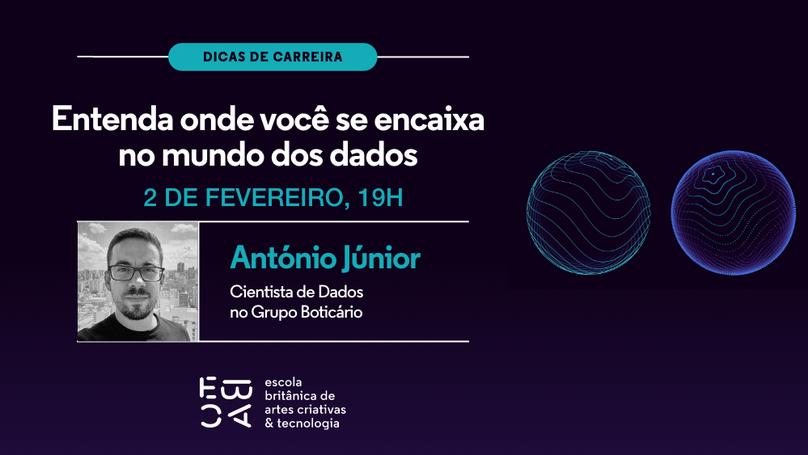 DICAS DE CARREIRA
Entenda onde você se encaixa
no mundo dos dados
2 DE FEVEREIRO, 19H
António Júnior
Cientista de Dados
no Grupo Boticário
EBAC
escola
britânica de
artes criativas
& tecnologia